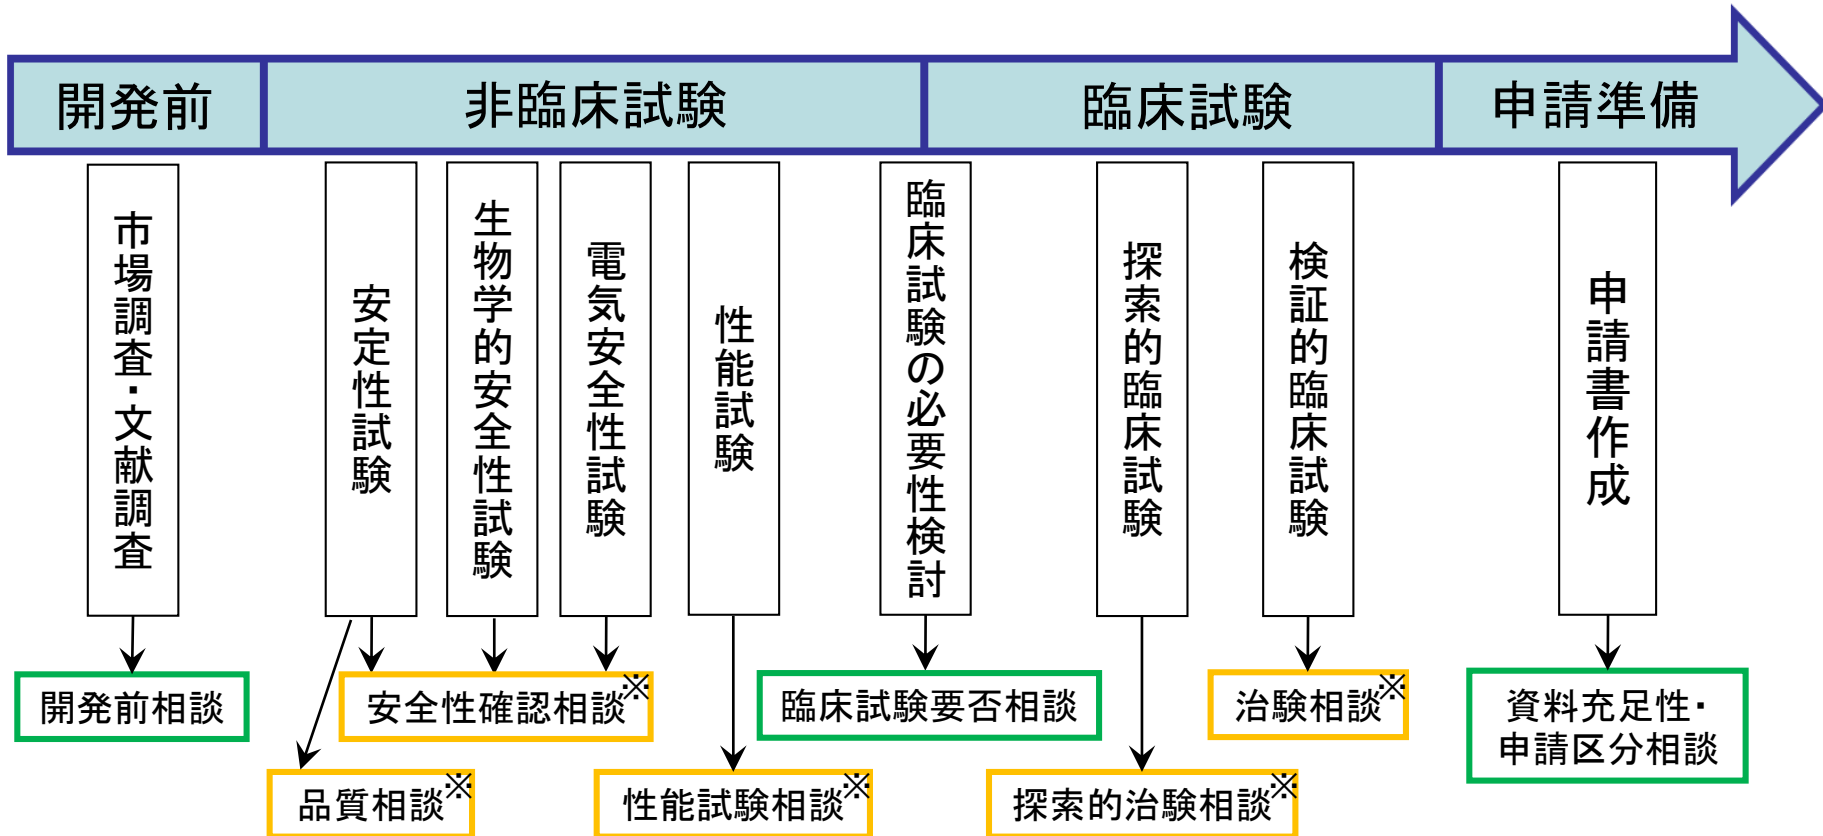 開発前
非臨床試験
臨床試験
申請準備
市場調査・文献調査
安定性試験
生物学的安全性試験
電気安全性試験
性能試験
臨床試験の必要性検討
探索的臨床試験
検証的臨床試験
申請書作成
開発前相談
安全性確認相談※
臨床試験要否相談
治験相談※
資料充足性・
申請区分相談
品質相談※
性能試験相談※
探索的治験相談※